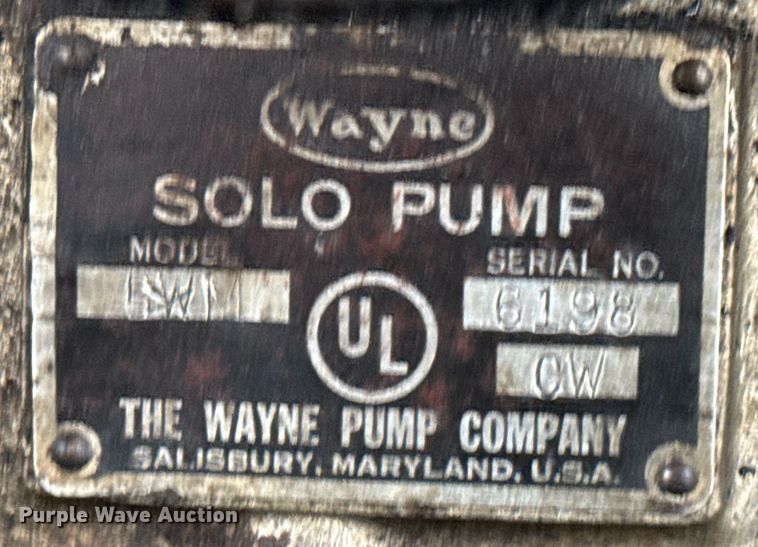 Wayne
SOLO PUMP
MODEL
SERIAL NO.
6198
UL
CW
THE WAYNE PUMP COMPANY
SALISBURY, MARYLAND, U.S.A.
Purple Wave Auction